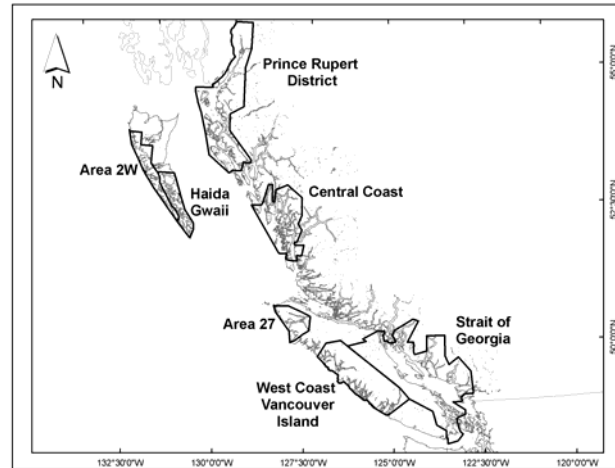 N
Prince Rupert
District
Area 2W
Haida
Gwaii
Central Coast
Area 27
Strait of
Georgia
West Coast
Vancouver
Island
132°30'0"W
130°0'0"W
127°30'0"W
125°0'0"W
122°30'0"W
120°0'0"W